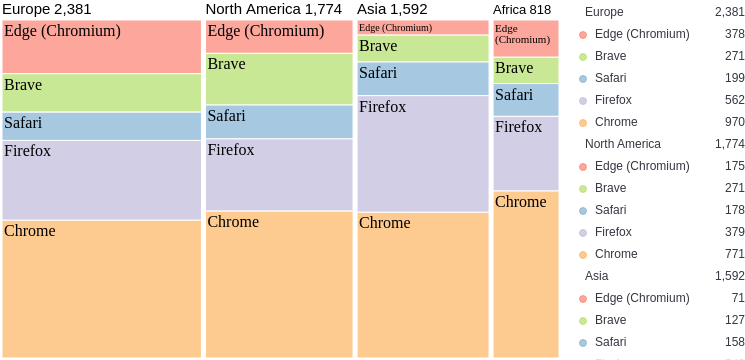 Europe 2,381
Edge (Chromium)
Brave
Safari
Firefox
Chrome
North America 1,774
Edge (Chromium)
Brave
Safari
Firefox
Chrome
Asia 1,592
Edge (Chromium)
Brave
Safari
Firefox
Chrome
Africa 818
Edge
(Chromium)
Brave
Safari
Firefox
Chrome
Europe 2,381
Edge (Chromium) 378
Brave 271
Safari 199
Firefox 562
Chrome 970
North America 1,774
Edge (Chromium) 175
Brave 271
Safari 178
Firefox 379
Chrome 771
Asia 1,592
Edge (Chromium) 71
Brave 127
Safari 158